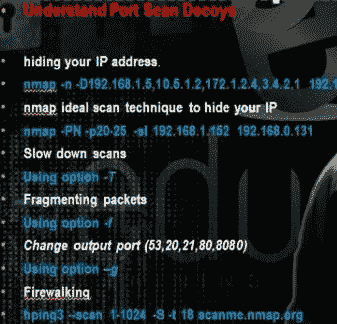 Understand Port Scan Decoys
hiding your IP address.
nmap -n -D192.168.1.5,10.5.1.2,172.1.2.4,3.4.2.1
nmap ideal scan technique to hide your IP
nmap -PN -p20-25 -sI 192.168.1.152 192.168.0.131
Slow down scans
Using option -T
Fragmenting packets
Using option -f
Change output port (53,20,21,80,8080)
Using option –g
Firewalking
hping3 --scan 1-1024 -S -t 18 scanme.nmap.org